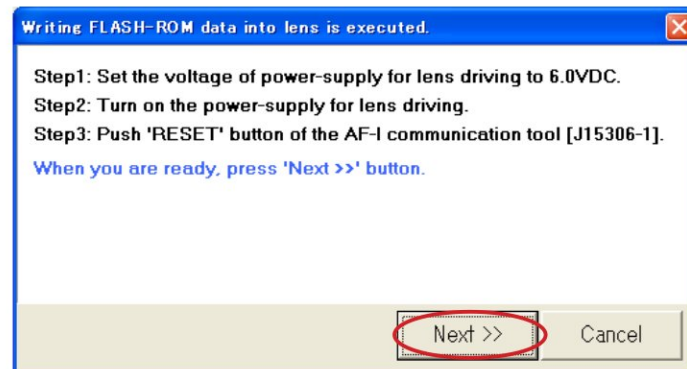 Writing FLASH-ROM data into lens is executed.
Step1: Set the voltage of power-supply for lens driving to 6.0VDC.
Step2: Turn on the power-supply for lens driving.
Step3: Push 'RESET' button of the AF-I communication tool [J15306-1].
When you are ready, press 'Next >>' button.
Next >> Cancel